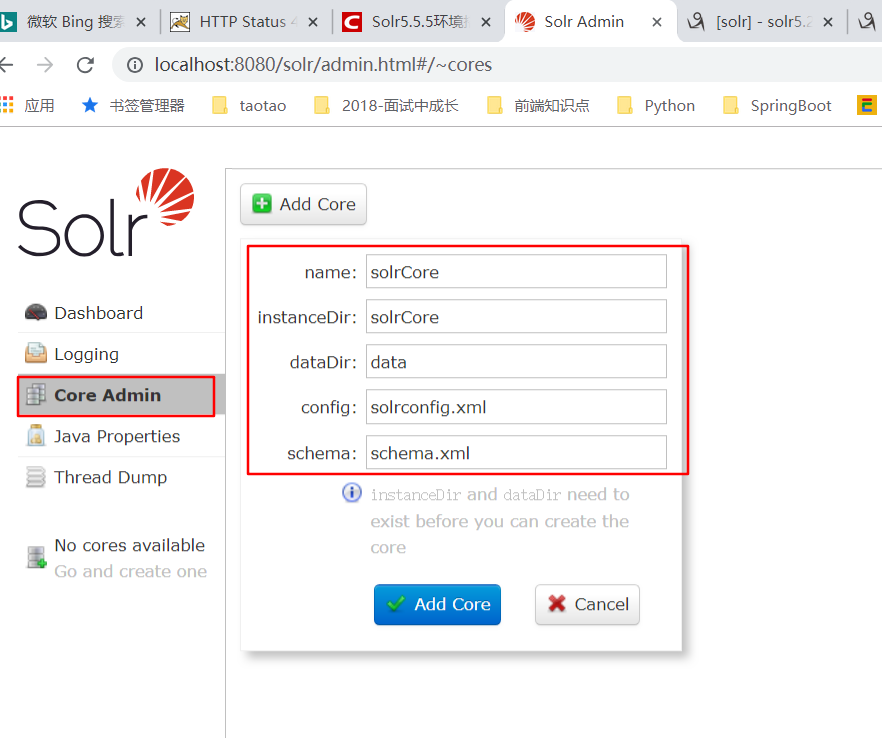 微软 Bing 搜索
HTTP Status 4
Solr5.5.5环境搭
Solr Admin
[solr] - solr5.2
localhost:8080/solr/admin.html#/~cores
应用
书签管理器
taotao
2018-面试中成长
前端知识点
Python
SpringBoot
Solr
Add Core
name: solrCore
instanceDir: solrCore
dataDir: data
config: solrconfig.xml
schema: schema.xml
instanceDir and dataDir need to
exist before you can create the
core
Add Core
Cancel
Dashboard
Logging
Core Admin
Java Properties
Thread Dump
No cores available
Go and create one